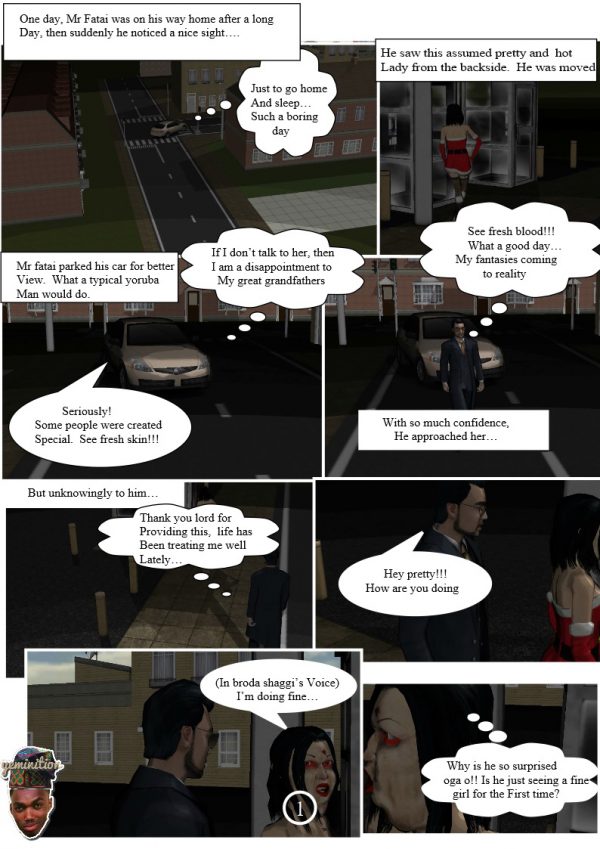 One day, Mr Fatai was on his way home after a long
Day, then suddenly he noticed a nice sight….
Just to go home
And sleep…
Such a boring
day
He saw this assumed pretty and  hot
Lady from the backside.  He was moved
Mr fatai parked his car for better
View.  What a typical yoruba
Man would do.
If I don't talk to her, then
I am a disappointment to
My great grandfathers
Seriously!
Some people were created
Special.  See fresh skin!!!
See fresh blood!!!
What a good day…
My fantasies coming
to reality
With so much confidence,
He approached her…
But unknowingly to him…
Thank you lord for
Providing this,  life has
Been treating me well
Lately…
Hey pretty!!!
How are you doing
(In broda shaggi's Voice)
I'm doing fine…
Why is he so surprised
oga o!! Is he just seeing a fine
girl for the First time?
geminition
1